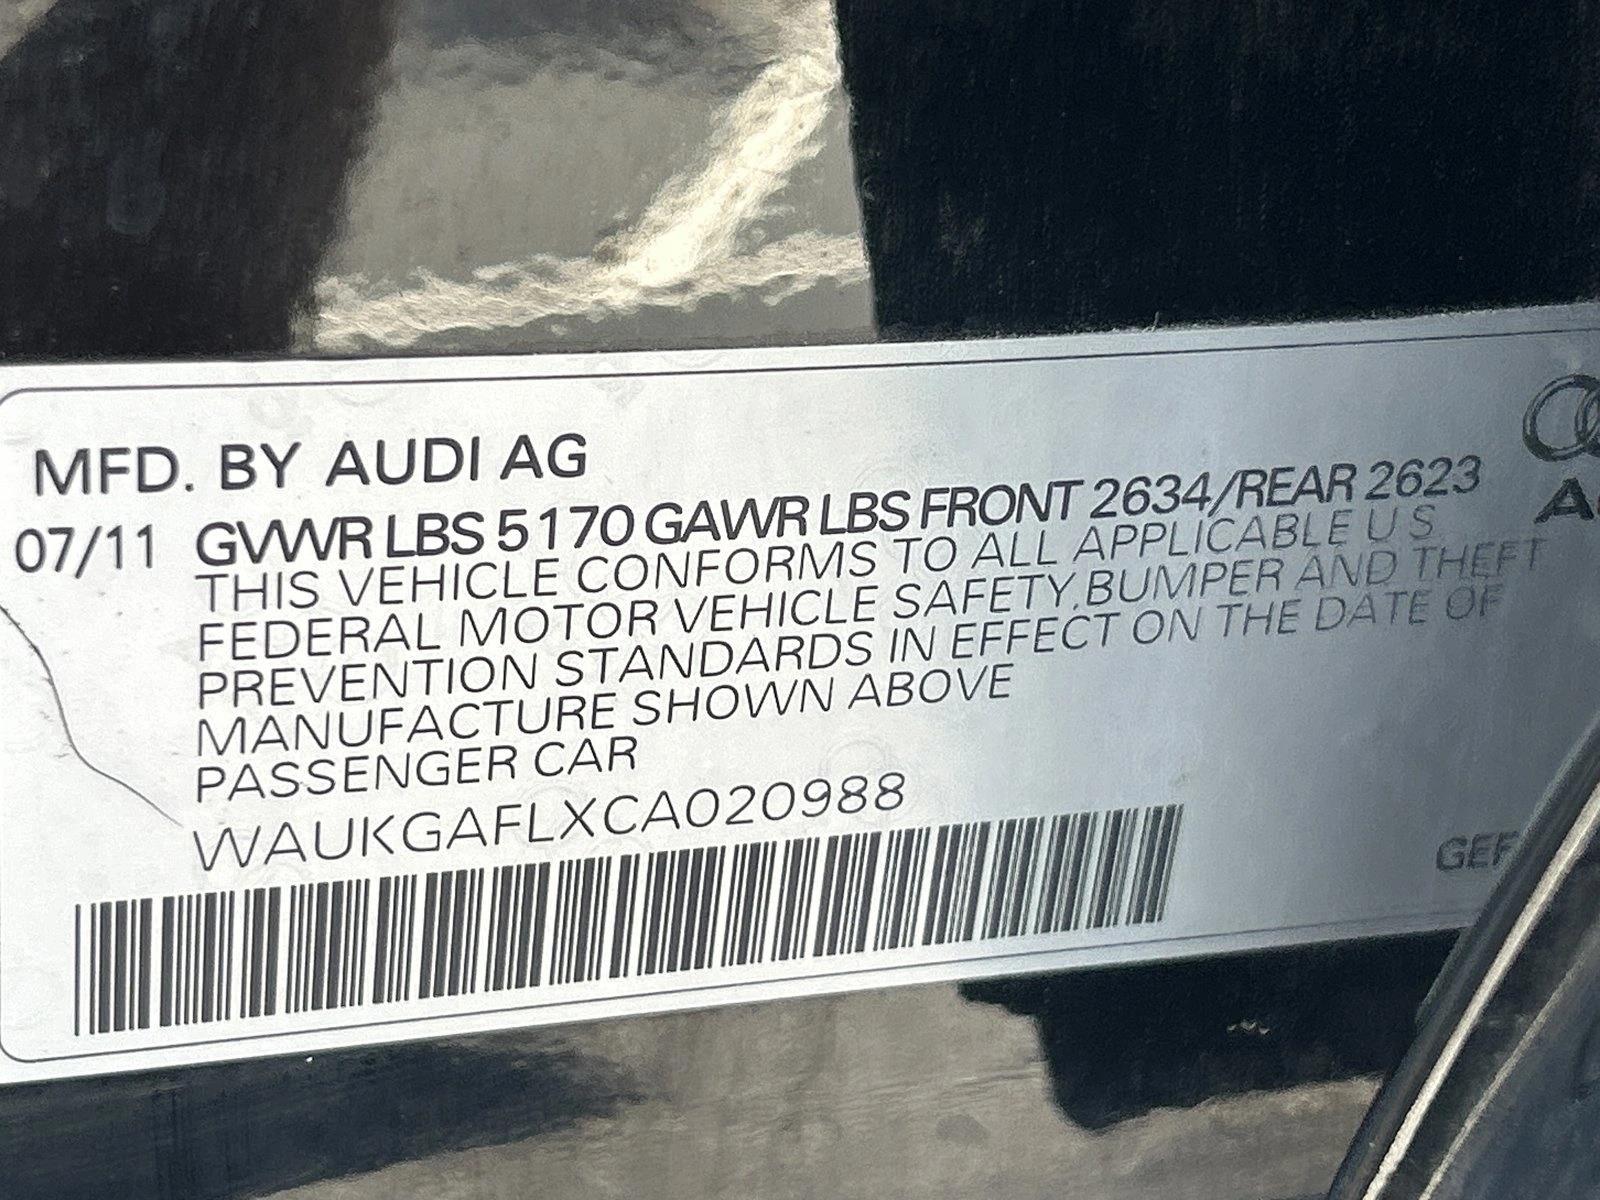 MFD. BY AUDI AG
07/11 GVWR LBS 5170 GAWR LBS FRONT 2634/REAR 2623
THIS VEHICLE CONFORMS TO ALL APPLICABLE U S
FEDERAL MOTOR VEHICLE SAFETY,BUMPER AND THEFT
PREVENTION STANDARDS IN EFFECT ON THE DATE OF
MANUFACTURE SHOWN ABOVE
PASSENGER CAR
WAUKGAFLXCA020988